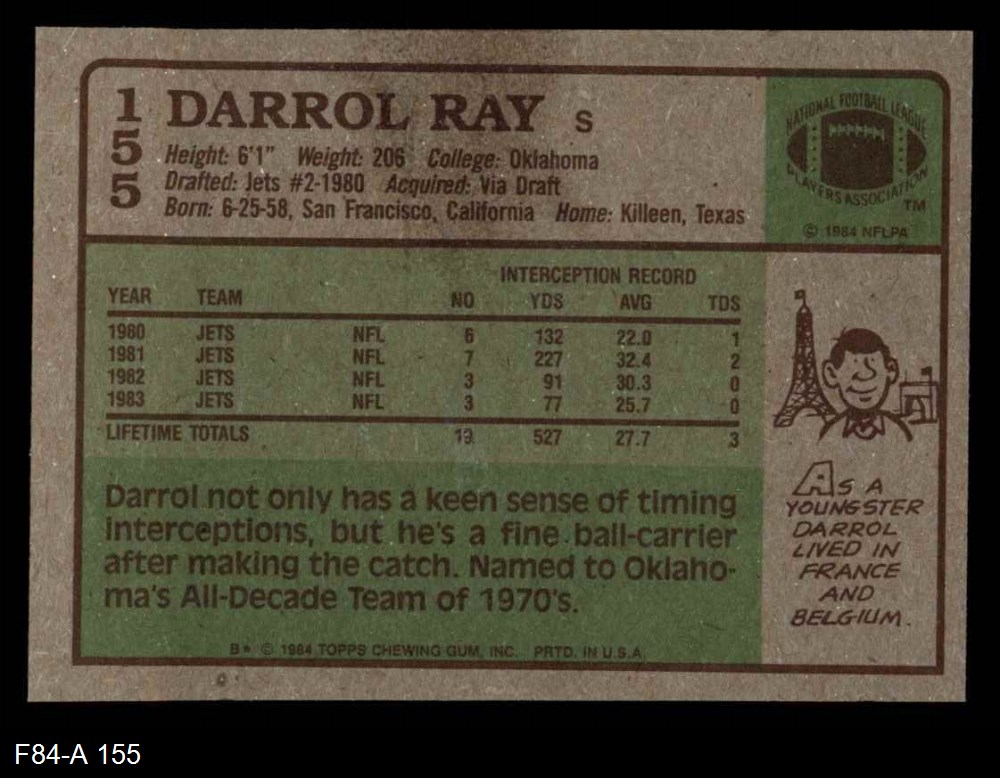 155
DARROL RAY S
Height: 6'1" Weight: 206 College: Oklahoma
Drafted: Jets #2-1980 Acquired: Via Draft
Born: 6-25-58, San Francisco, California Home: Killeen, Texas
NATIONAL FOOTBALL LEAGUE
PLAYERS ASSOCIATION
TM
© 1984 NFLPA
INTERCEPTION RECORD
YEAR TEAM NO YDS AVG TDS
1980 JETS NFL 6 132 22.0 1
1981 JETS NFL 7 227 32.4 2
1982 JETS NFL 3 91 30.3 0
1983 JETS NFL 3 77 25.7 0
LIFETIME TOTALS 19 527 27.7 3
Darrol not only has a keen sense of timing
interceptions, but he's a fine ball-carrier
after making the catch. Named to Oklaho-
ma's All-Decade Team of 1970's.
AS A
YOUNGSTER
DARROL
LIVED IN
FRANCE
AND
BELGIUM.
B* © 1984 TOPPS CHEWING GUM, INC. PRTD. IN U.S.A.
F84-A 155